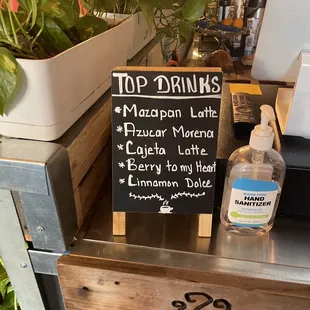 TOP DRINKS
* Mazapan Latte
* Azucar Morena
* Cajeta Latte
* Berry to my Heart
* Cinnamon Dolce
HAND
SANITIZER